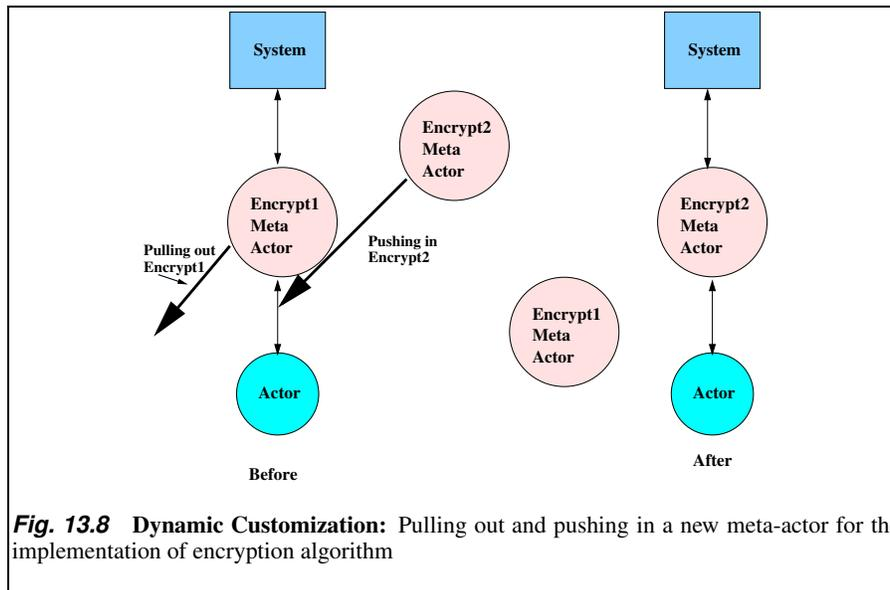 System
System
Encrypt2
Meta
Actor
Encrypt1
Meta
Actor
Encrypt2
Meta
Actor
Pulling out
Encrypt1
Pushing in
Encrypt2
Encrypt1
Meta
Actor
Actor
Actor
Before
After
Fig. 13.8 Dynamic Customization: Pulling out and pushing in a new meta-actor for th
implementation of encryption algorithm